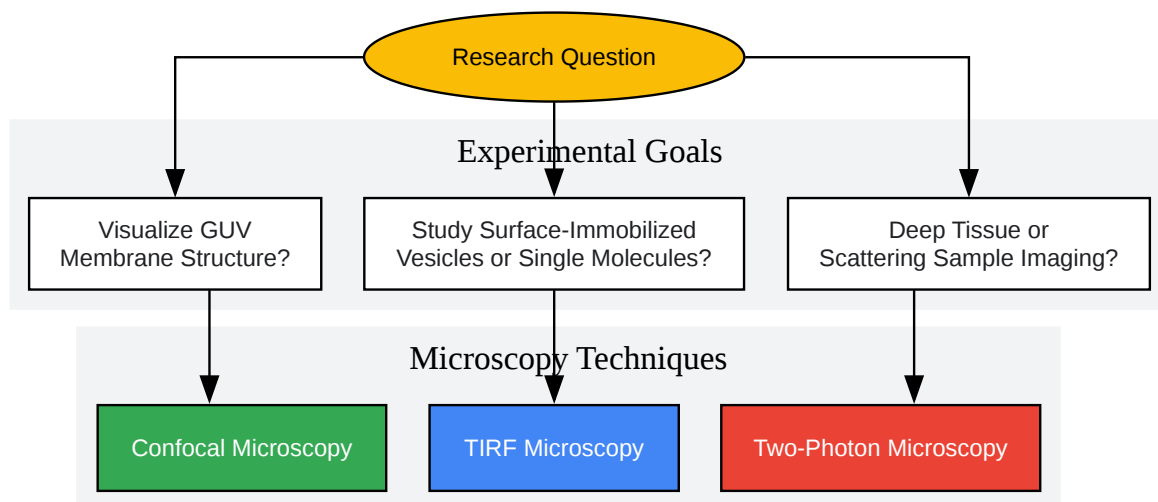 Research Question
Experimental Goals
Visualize GUV
Membrane Structure?
Study Surface-Immobilized
Vesicles or Single Molecules?
Deep Tissue or
Scattering Sample Imaging?
Microscopy Techniques
Confocal Microscopy
TIRF Microscopy
Two-Photon Microscopy